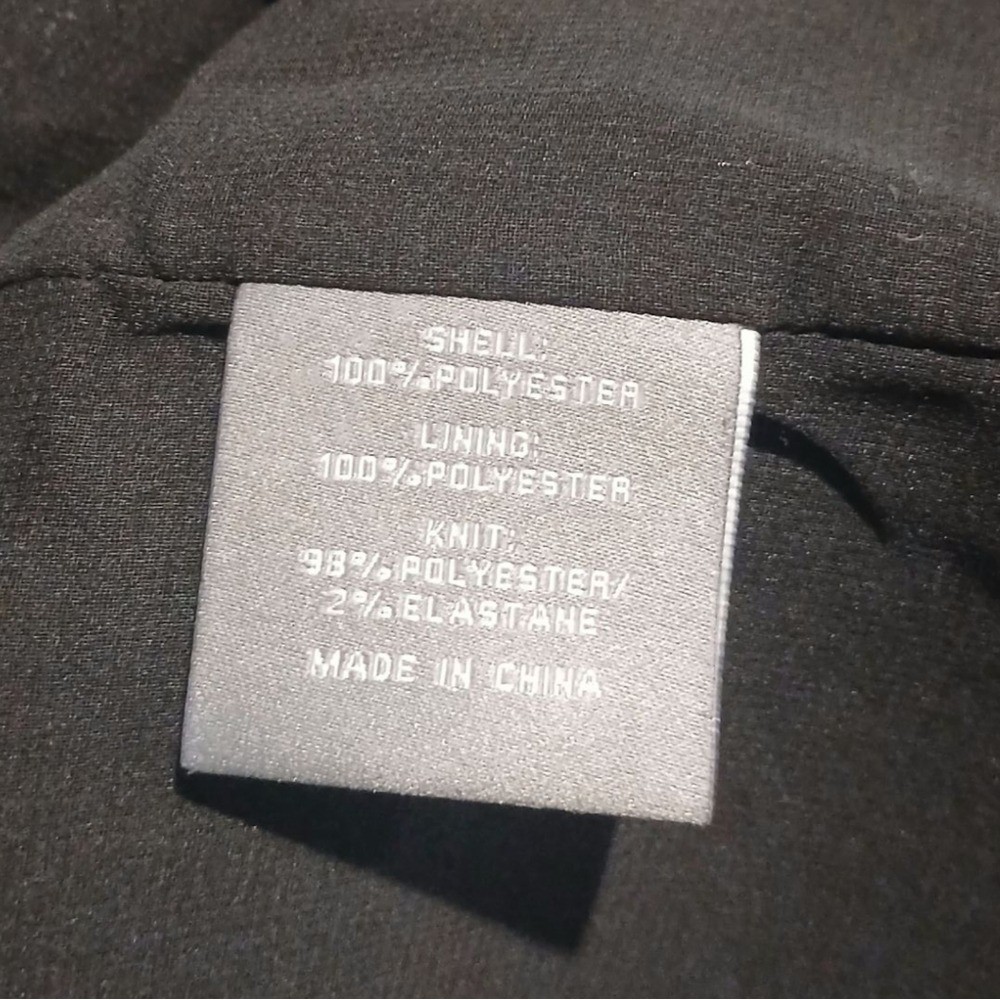 SHELL:
100%POLYESTER
LINING:
100%POLYESTER
KNIT:
98%POLYESTER/
2%ELASTANE
MADE IN CHINA